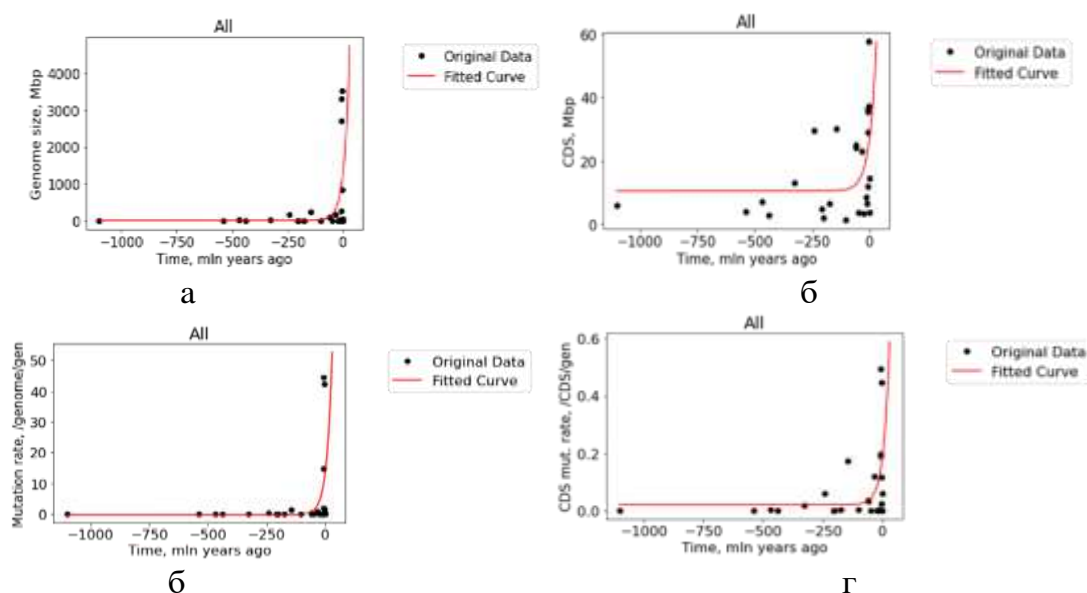 All
Genome size, Mbp
4000
3000
2000
1000
0
−1000 −750 −500 −250 0
Time, mln years ago
Original Data
Fitted Curve
а
All
CDS, Mbp
60
40
20
0
−1000 −750 −500 −250 0
Time, mln years ago
Original Data
Fitted Curve
б
All
Mutation rate, /genome/gen
50
40
30
20
10
0
−1000 −750 −500 −250 0
Time, mln years ago
Original Data
Fitted Curve
б
All
CDS mut. rate, /CDS/gen
0.6
0.4
0.2
0.0
−1000 −750 −500 −250 0
Time, mln years ago
Original Data
Fitted Curve
г